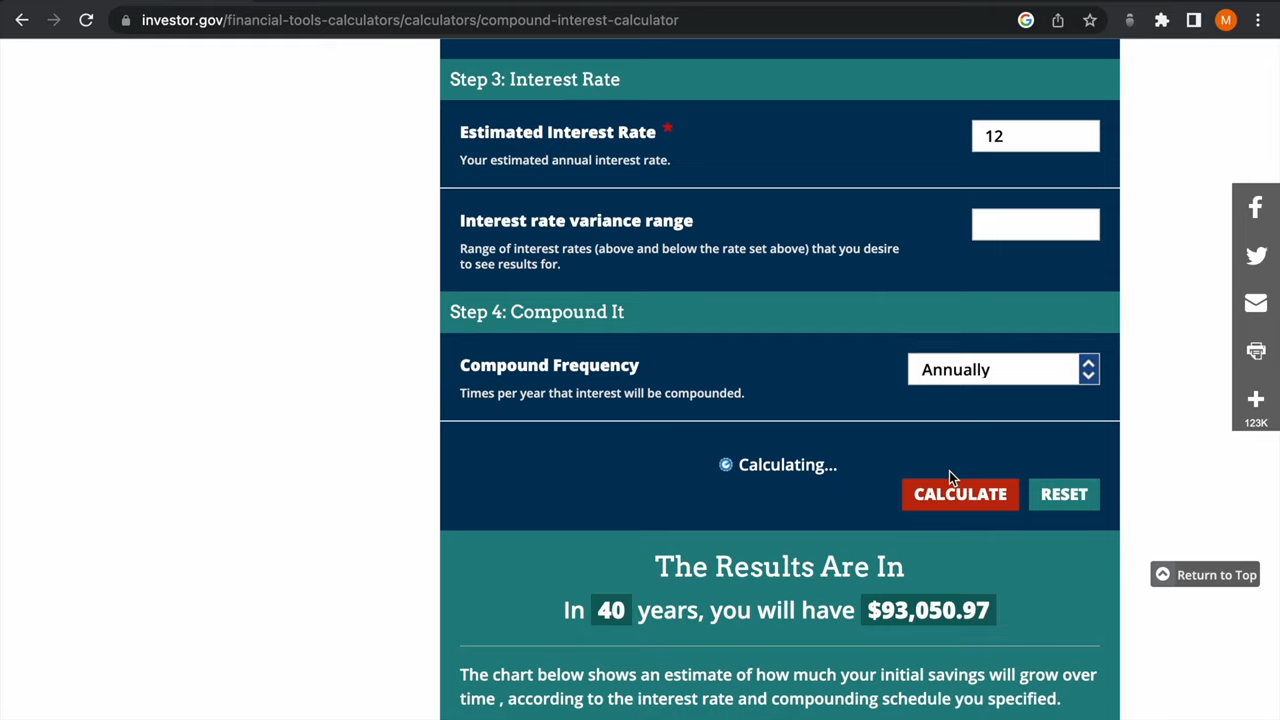 investor.gov/financial-tools-calculators/calculators/compound-interest-calculator
M
Step 3: Interest Rate
Estimated Interest Rate *
12
Your estimated annual interest rate.
Interest rate variance range
Range of interest rates (above and below the rate set above) that you desire
to see results for.
Step 4: Compound It
Compound Frequency
Annually
Times per year that interest will be compounded.
Calculating...
CALCULATE
RESET
The Results Are In
In 40 years, you will have $93,050.97
The chart below shows an estimate of how much your initial savings will grow over
time , according to the interest rate and compounding schedule you specified.
123K
Return to Top